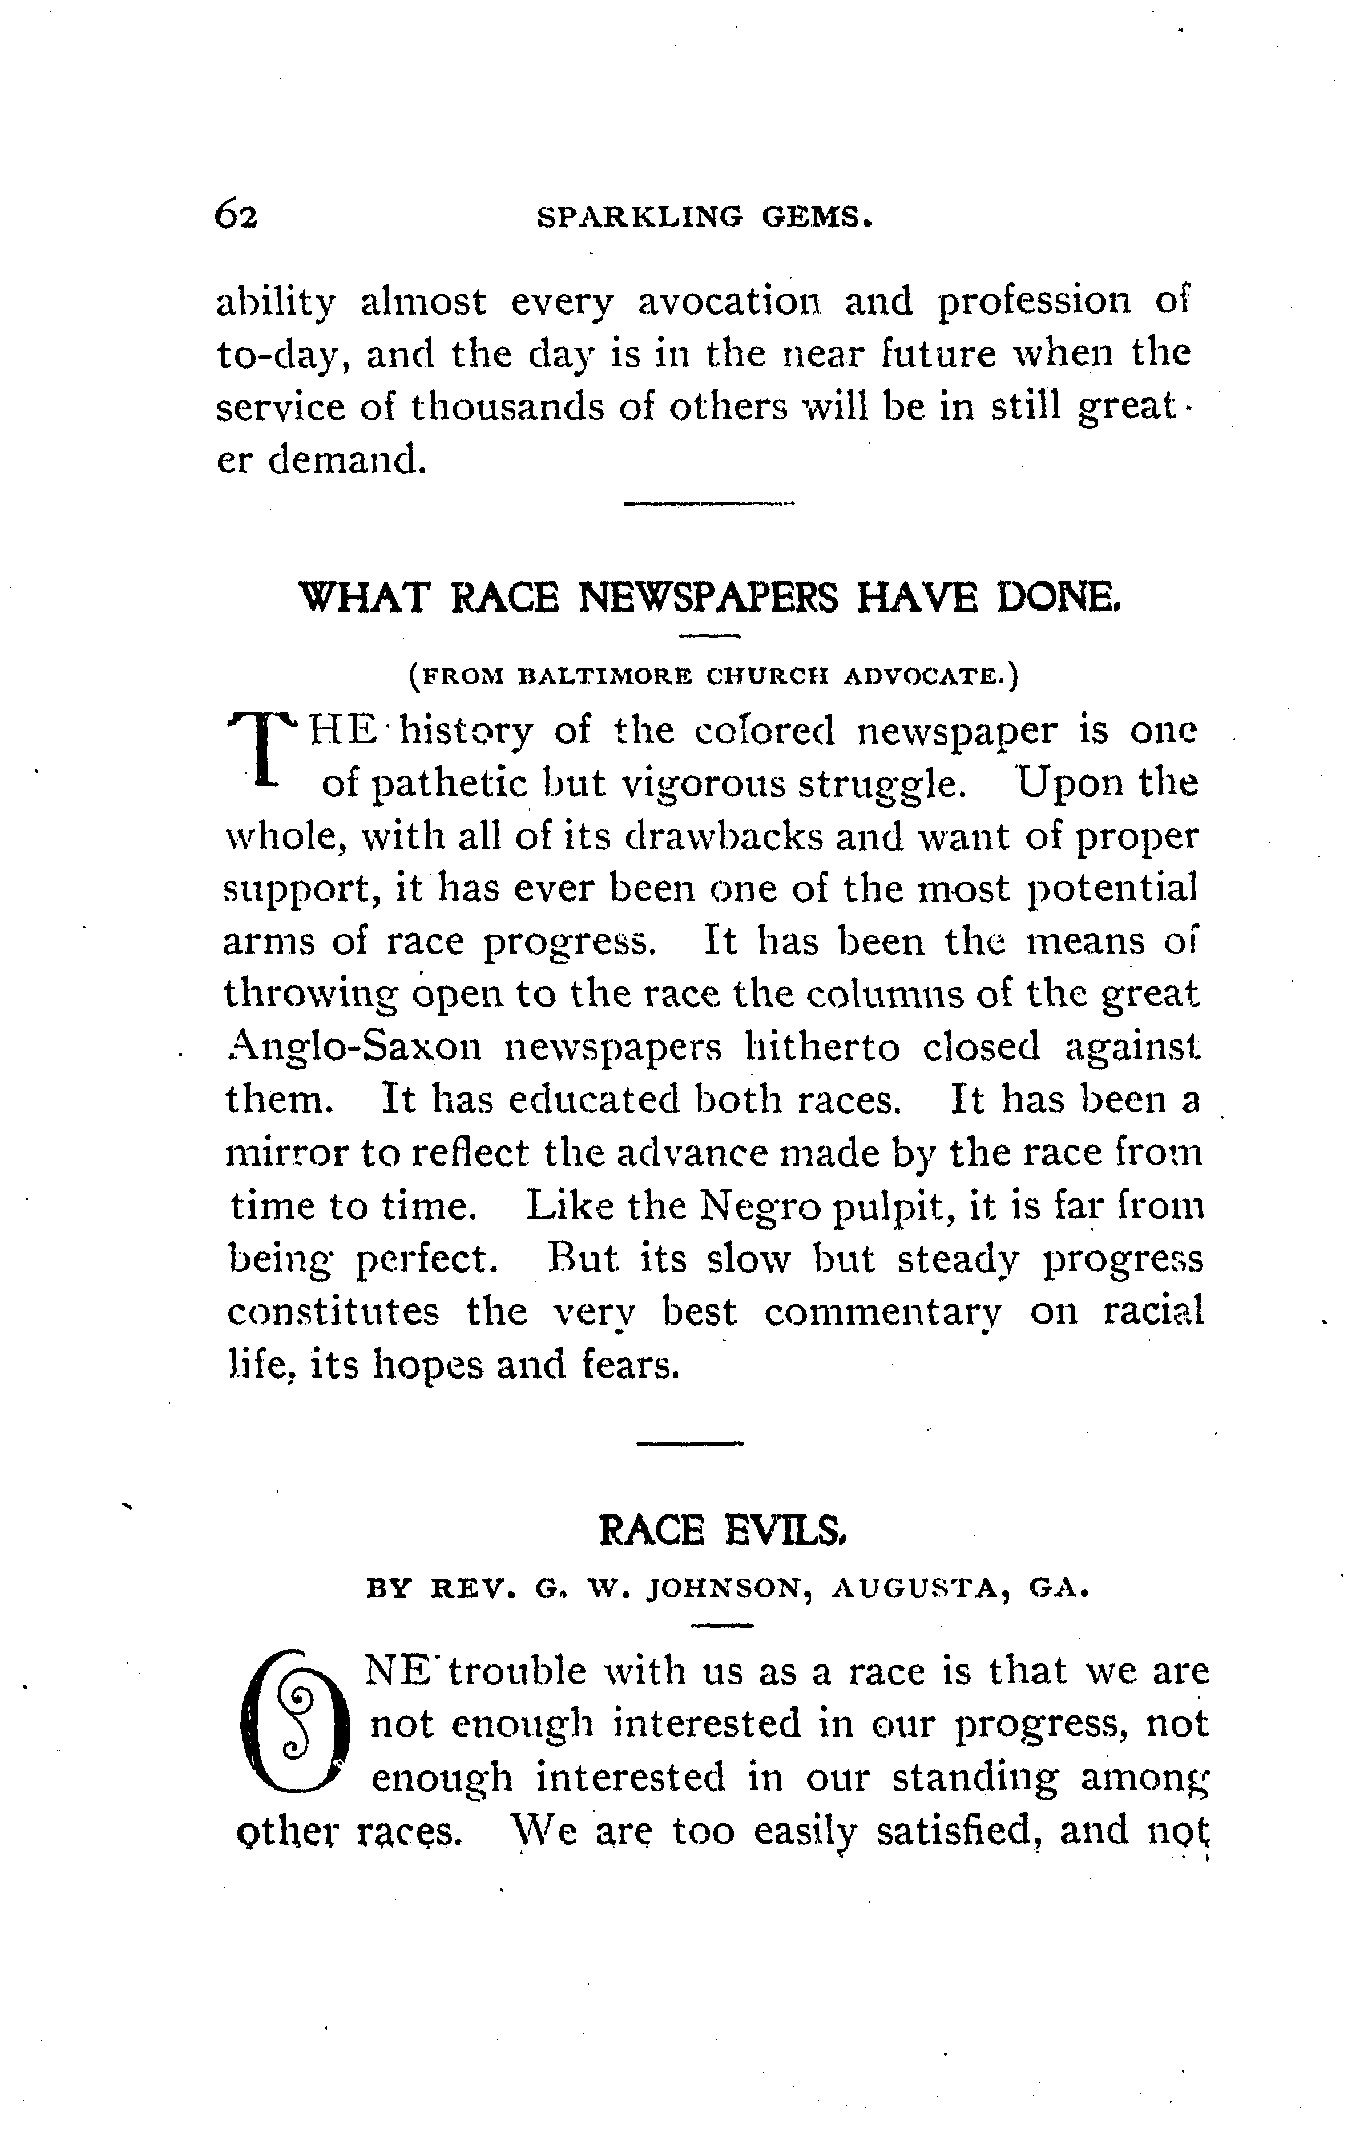 62 SPARKLING GEMS.
ability almost every avocation and profession of
to-day, and the day is in the near future when the
service of thousands of others will be in still great-
er demand.
WHAT RACE NEWSPAPERS HAVE DONE.
(FROM BALTIMORE CHURCH ADVOCATE.)
THE history of the colored newspaper is one
of pathetic but vigorous struggle. Upon the
whole, with all of its drawbacks and want of proper
support, it has ever been one of the most potential
arms of race progress. It has been the means of
throwing open to the race the columns of the great
Anglo-Saxon newspapers hitherto closed against
them. It has educated both races. It has been a
mirror to reflect the advance made by the race from
time to time. Like the Negro pulpit, it is far from
being perfect. But its slow but steady progress
constitutes the very best commentary on racial
life, its hopes and fears.
RACE EVILS.
BY REV. G. W. JOHNSON, AUGUSTA, GA.
ONE trouble with us as a race is that we are
not enough interested in our progress, not
enough interested in our standing among
other races. We are too easily satisfied, and not